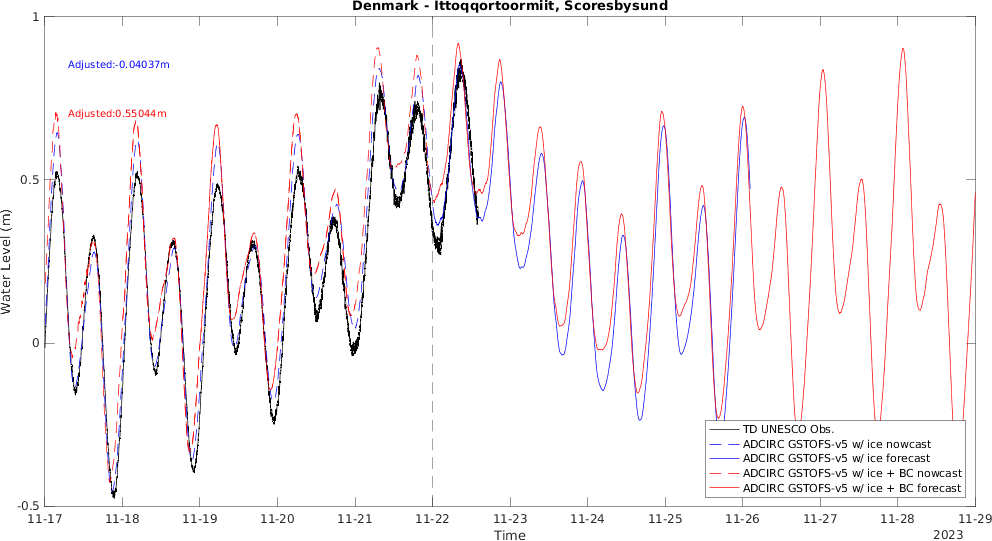 Denmark - Ittoqqortoormiit, Scoresbysund
Adjusted:-0.04037m
Adjusted:0.55044m
Water Level (m)
1
0.5
0
-0.5
TD UNESCO Obs.
ADCIRC GSTOFS-v5 w/ ice nowcast
ADCIRC GSTOFS-v5 w/ ice forecast
ADCIRC GSTOFS-v5 w/ ice + BC nowcast
ADCIRC GSTOFS-v5 w/ ice + BC forecast
11-17 11-18 11-19 11-20 11-21 11-22 11-23 11-24 11-25 11-26 11-27 11-28 11-29
Time
2023